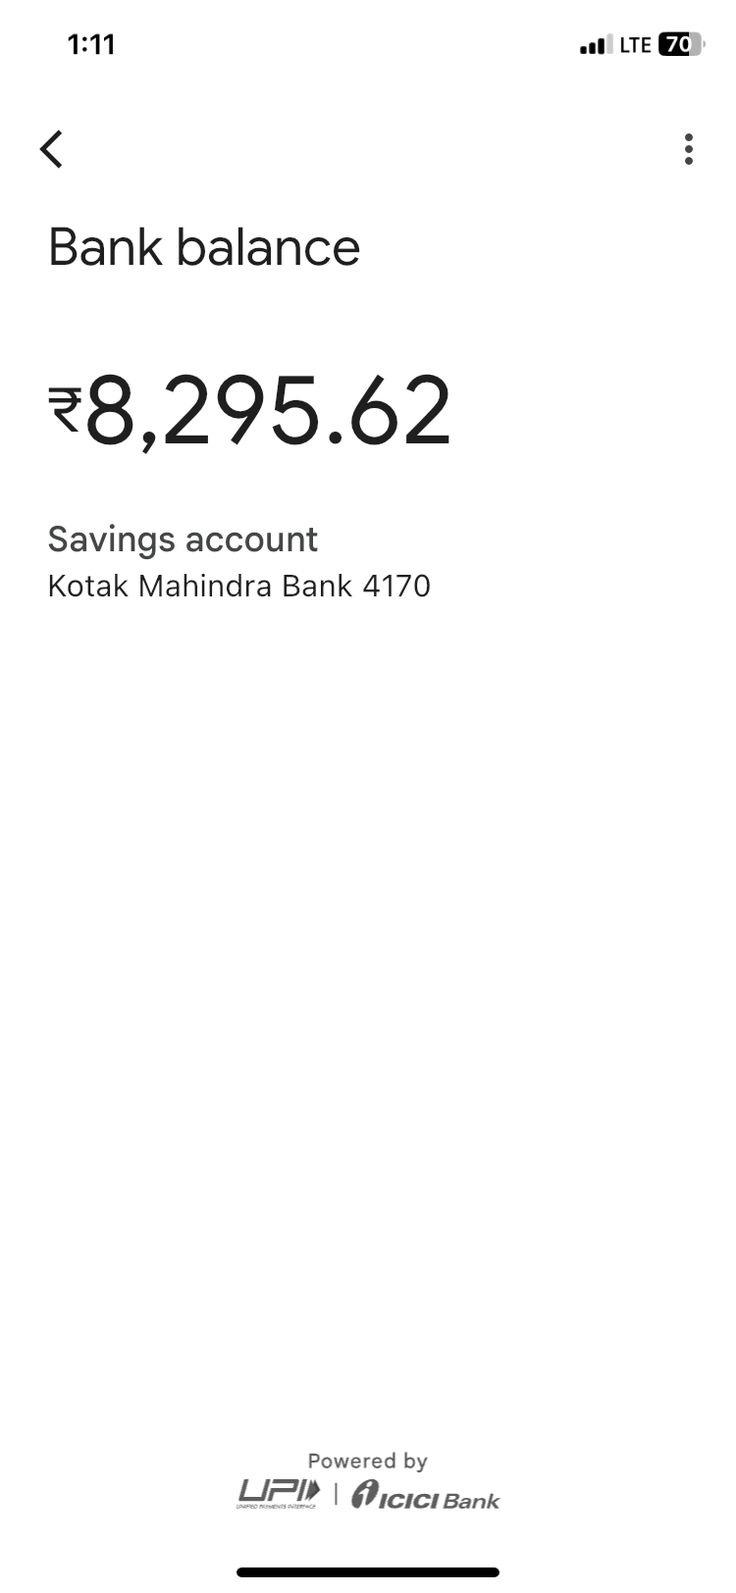 1:11 LTE 70
Bank balance
₹8,295.62
Savings account
Kotak Mahindra Bank 4170
Powered by
UPI | ICICI Bank
UNIFIED PAYMENTS INTERFACE